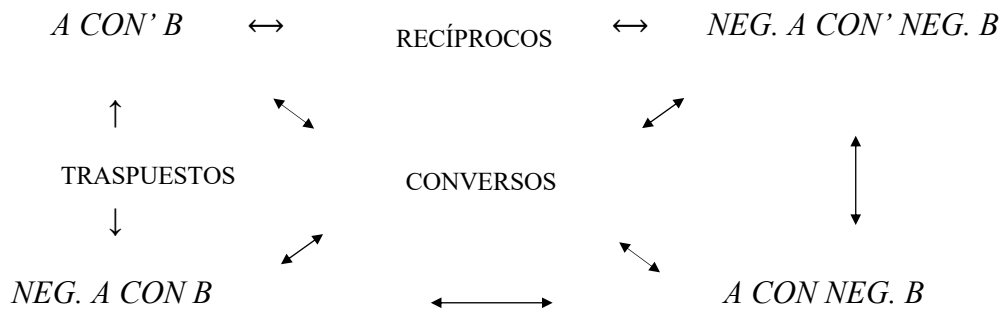 A CON’ B ↔ RECÍPROCOS ↔ NEG. A CON’ NEG. B
TRASPUESTOS CONVERSOS
NEG. A CON B A CON NEG. B